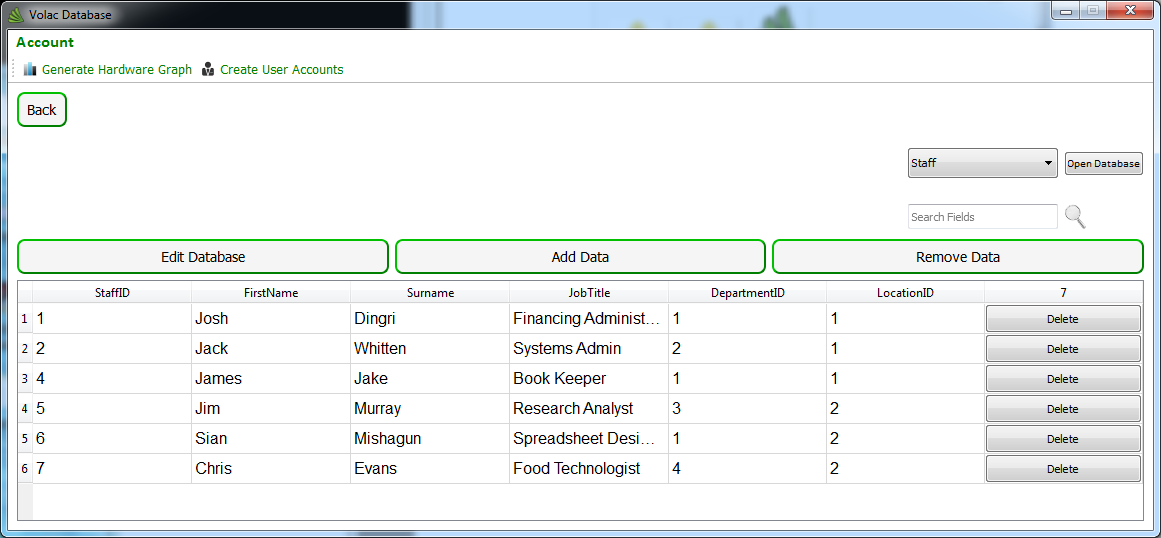 Volac Database
Account
Generate Hardware Graph Create User Accounts
Back
Staff Open Database
Search Fields
Edit Database Add Data Remove Data
StaffID FirstName Surname JobTitle DepartmentID LocationID 7
1 1 Josh Dingri Financing Administ... 1 1 Delete
2 2 Jack Whitten Systems Admin 2 1 Delete
3 4 James Jake Book Keeper 1 1 Delete
4 5 Jim Murray Research Analyst 3 2 Delete
5 6 Sian Mishagun Spreadsheet Desi... 1 2 Delete
6 7 Chris Evans Food Technologist 4 2 Delete